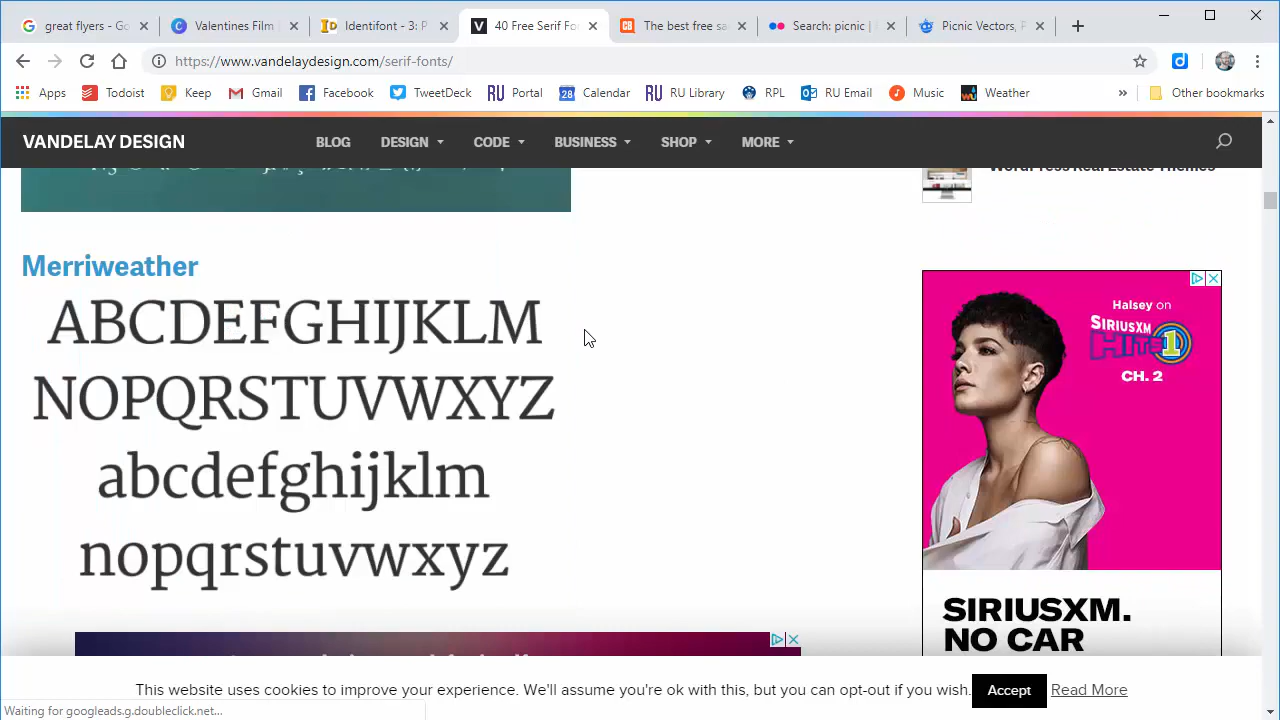 great flyers - Go
Valentines Film
Identifont - 3: P
40 Free Serif Fo
The best free sa
Search: picnic |
Picnic Vectors, P
https://www.vandelaydesign.com/serif-fonts/
Apps
Todoist
Keep
Gmail
Facebook
TweetDeck
RU Portal
28 Calendar
RU Library
RPL
RU Email
Music
Weather
» Other bookmarks
VANDELAY DESIGN
BLOG
DESIGN
CODE
BUSINESS
SHOP
MORE
WordPress Real Estate Themes
Merriweather
ABCDEFGHIJKLM
NOPQRSTUVWXYZ
abcdefghijklm
nopqrstuvwxyz
Halsey on
SIRIUSXM
HITS 1
CH. 2
SIRIUSXM.
NO CAR
This website uses cookies to improve your experience. We'll assume you're ok with this, but you can opt-out if you wish.
Accept
Read More
Waiting for googleads.g.doubleclick.net...